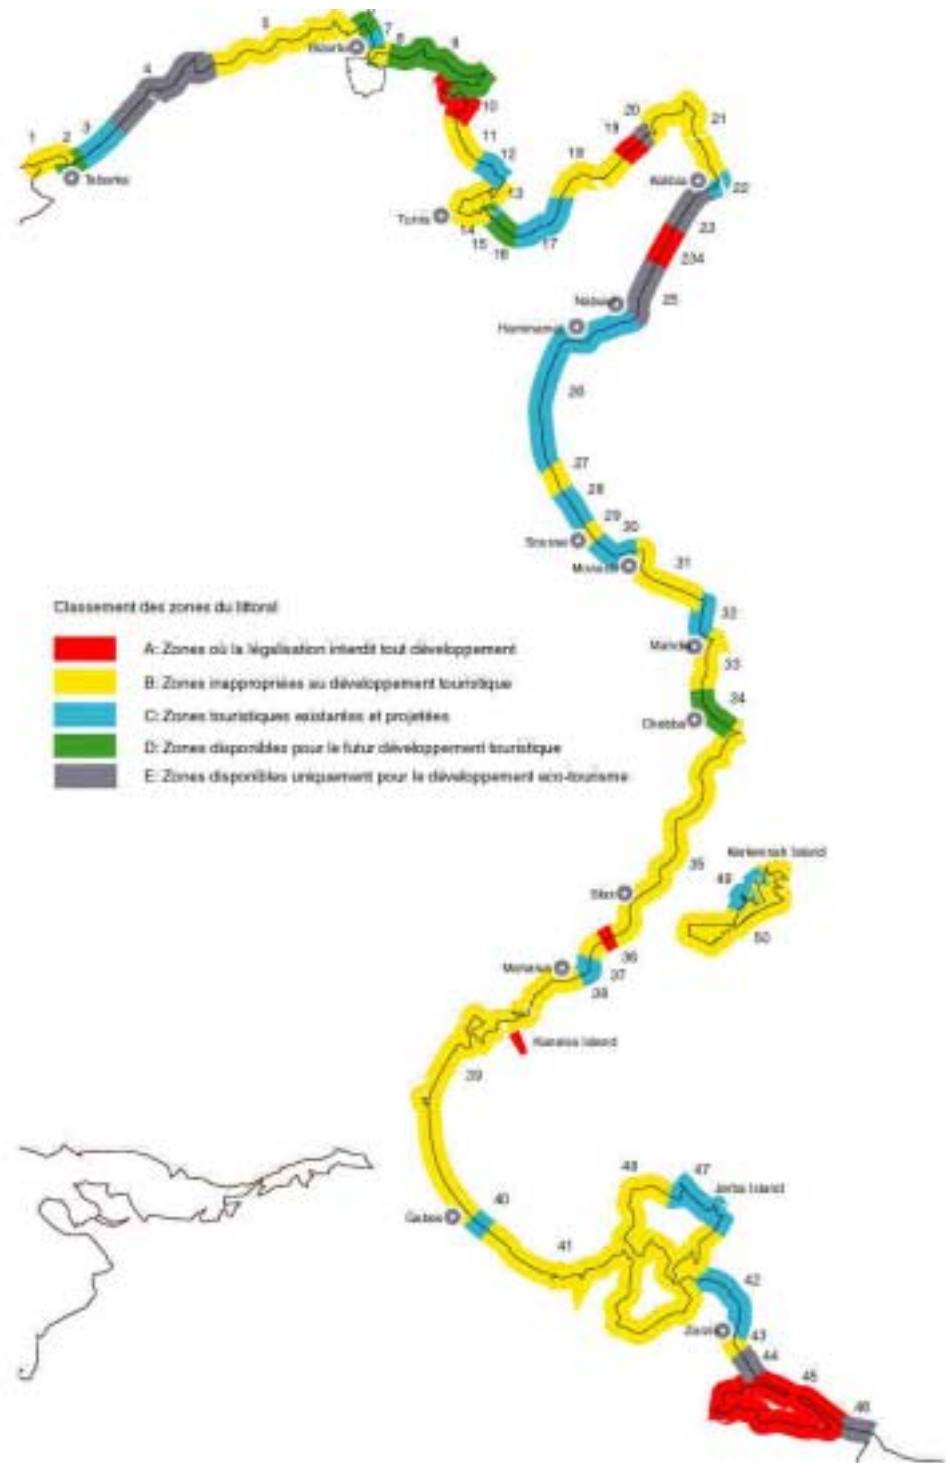 5
7
8
9
Bizerte
4
10
1
2
3
11
Tabarka
12
13
Tunis
14
15
16
17
18
19
20
21
Kelibia
22
23
234
25
Nabeul
Hammamet
26
27
28
29
30
Sousse
Monastir
31
32
Mahdia
33
34
Chebba
Classement des zones du littoral
A: Zones où la légalisation interdit tout développement
B: Zones inappropriées au développement touristique
C: Zones touristiques existantes et projetées
D: Zones disponibles pour le futur développement touristique
E: Zones disponibles uniquement pour le développement eco-tourisme
35
Kerkennah Island
49
50
Sfax
36
37
38
Maharès
Island
39
40
Gabes
41
48
47
Jerba Island
42
Zarzis
43
44
45
46